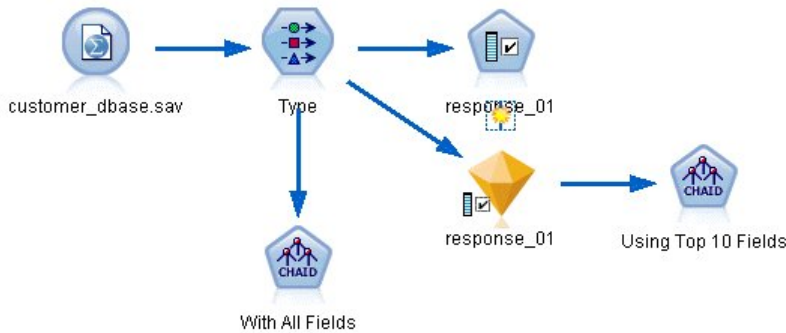 customer_dbase.sav
Type
response_01
response_01
CHAID
Using Top 10 Fields
CHAID
With All Fields